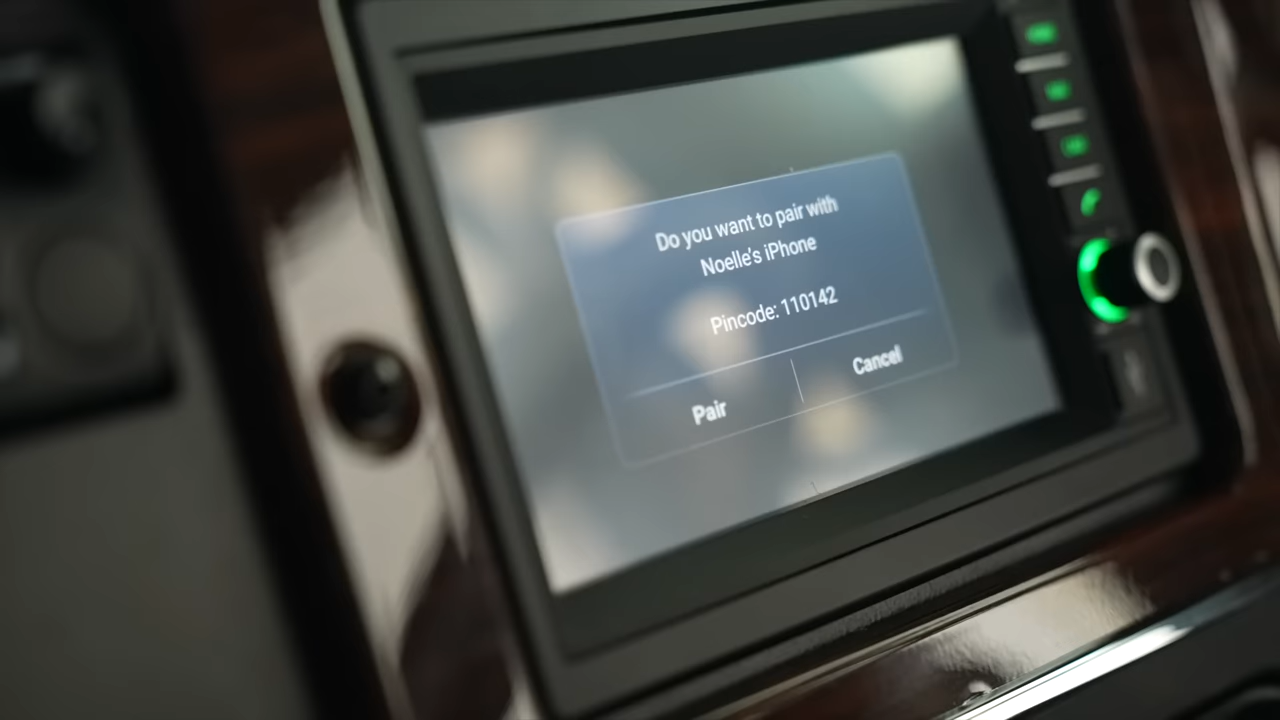 Do you want to pair with
Noelle's iPhone
Pincode: 110142
Pair
Cancel